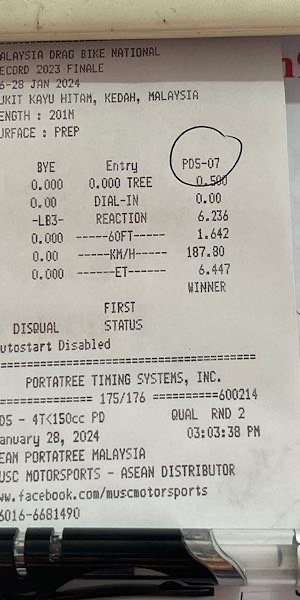 ALAYSIA DRAG BIKE NATIONAL
ECORD 2023 FINALE
6-28 JAN 2024
UKIT KAYU HITAM, KEDAH, MALAYSIA
ENGTH : 201M
URFACE : PREP
BYE Entry PD5-07
0.000 0.000 TREE 0.500
0.00 DIAL-IN 0.00
-LB3- REACTION 6.236
0.000 -----60FT----- 1.642
0.00 -----KM/H----- 187.80
0.000 ------ET------ 6.447
WINNER
FIRST
DISQUAL STATUS
utostart Disabled
========================================
PORTATREE TIMING SYSTEMS, INC.
============== 175/176 ==========600214
D5 - 4T<150cc PD QUAL RND 2
anuary 28, 2024 03:03:38 PM
EAN PORTATREE MALAYSIA
USC MOTORSPORTS - ASEAN DISTRIBUTOR
ww.facebook.com/muscmotorsports
6016-6681490